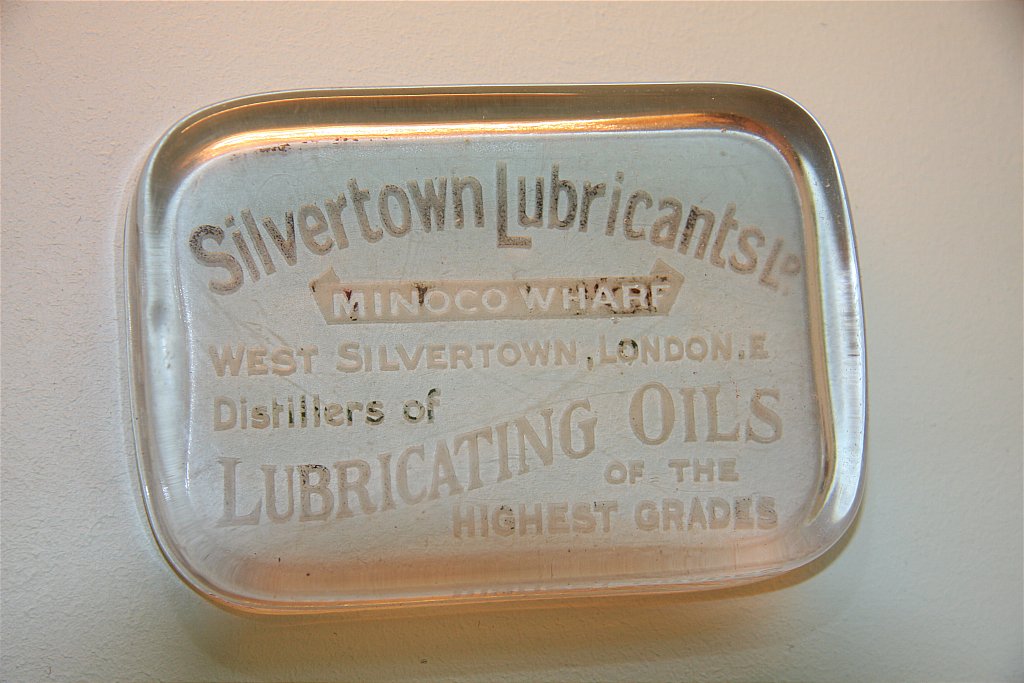 Silvertown Lubricants LD.
MINOCO WHARF
WEST SILVERTOWN, LONDON. E
Distillers of
LUBRICATING OILS
OF THE
HIGHEST GRADES